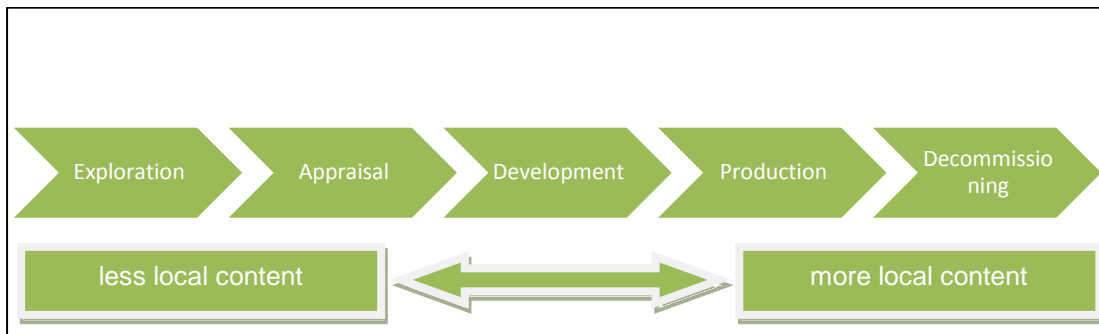 Exploration
Appraisal
Development
Production
Decommissio
ning
less local content
more local content